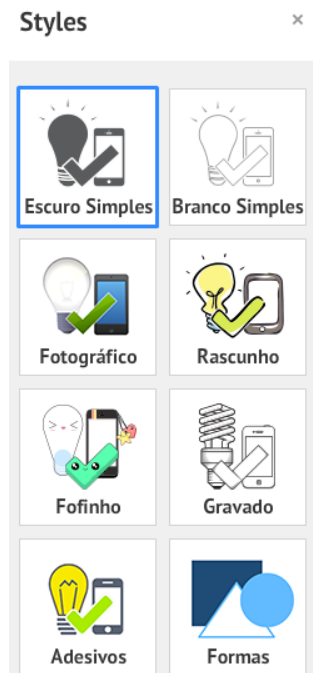 Styles
Escuro Simples
Branco Simples
Fotográfico
Rascunho
Fofinho
Gravado
Adesivos
Formas